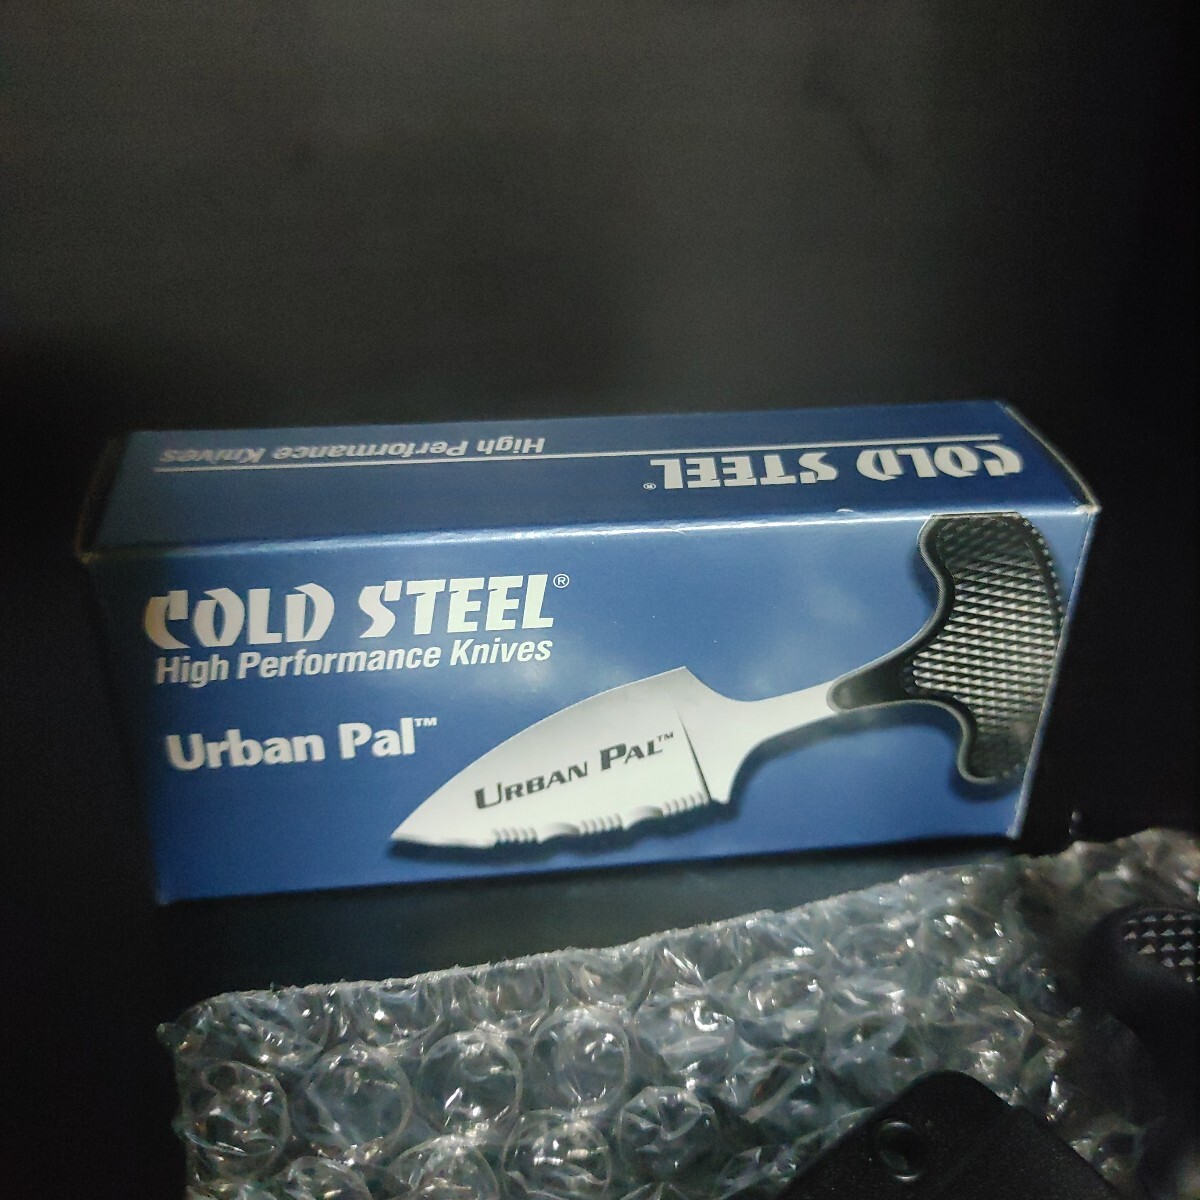 COLD STEEL®
High Performance Knives
COLD STEEL®
High Performance Knives
Urban Pal™
URBAN PAL™